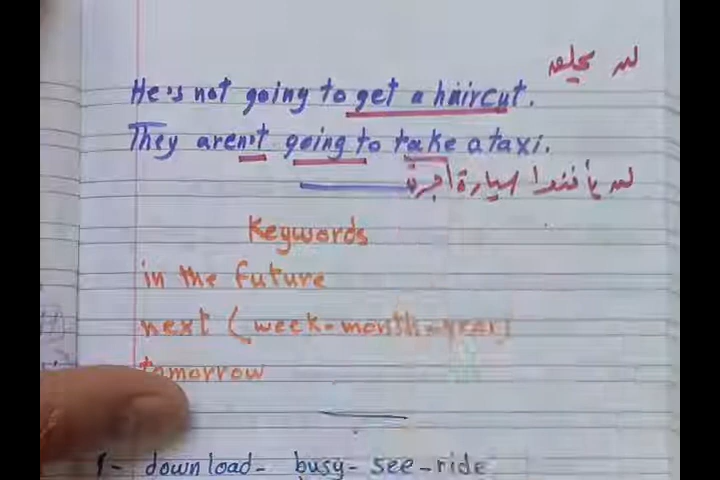 لن يحلق
He's not going to get a haircut.
They aren't going to take a taxi.
لن يأخذوا سيارة أجرة
Keywords
in the future
next (week-month-year)
tomorrow
1- download- busy- see-ride